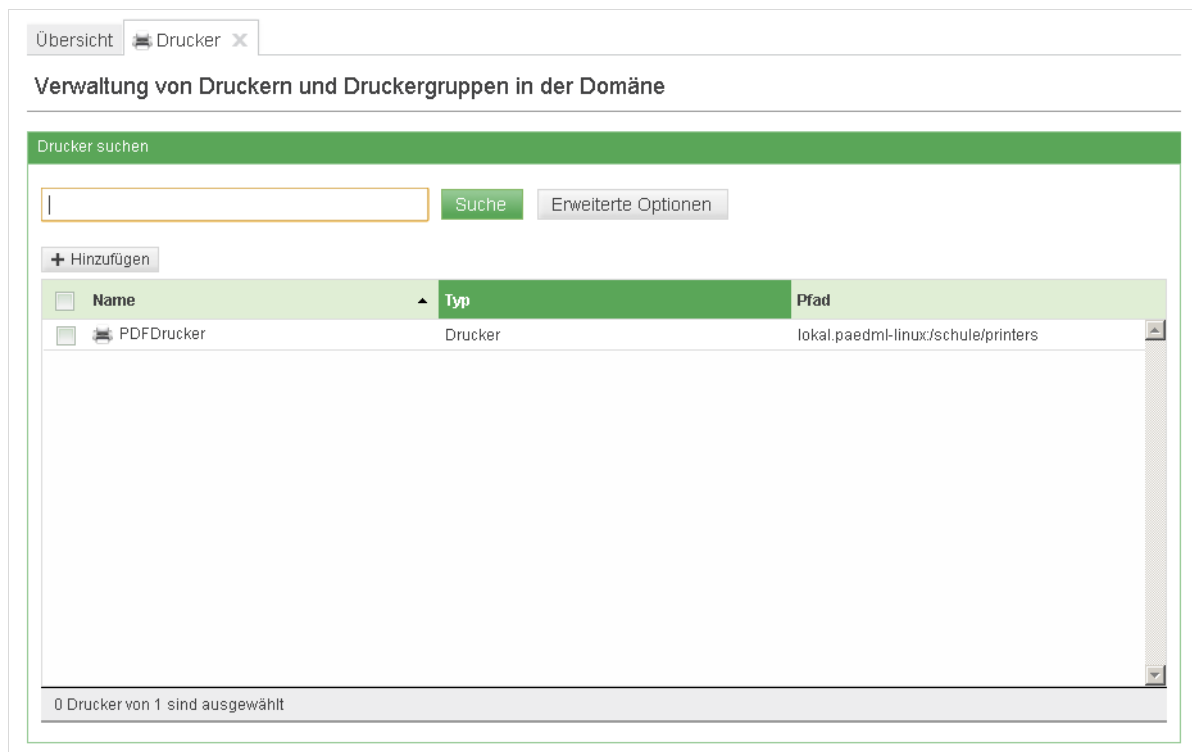 Übersicht Drucker
Verwaltung von Druckern und Druckergruppen in der Domäne
Drucker suchen
Suche Erweiterte Optionen
+ Hinzufügen
Name Typ Pfad
PDFDrucker Drucker lokal.paedml-linux:/schule/printers
0 Drucker von 1 sind ausgewählt